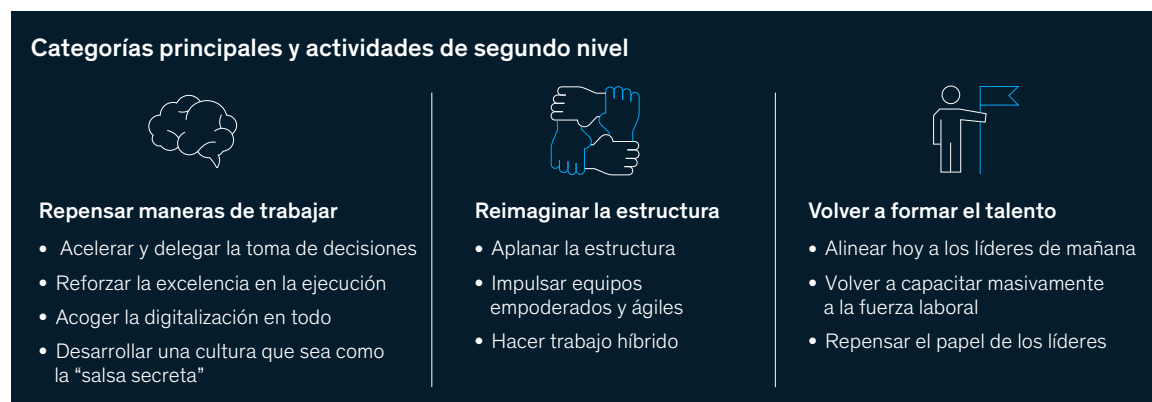 Categorías principales y actividades de segundo nivel
Repensar maneras de trabajar
• Acelerar y delegar la toma de decisiones
• Reforzar la excelencia en la ejecución
• Acoger la digitalización en todo
• Desarrollar una cultura que sea como
la “salsa secreta”
Reimaginar la estructura
• Aplanar la estructura
• Impulsar equipos
empoderados y ágiles
• Hacer trabajo híbrido
Volver a formar el talento
• Alinear hoy a los líderes de mañana
• Volver a capacitar masivamente
a la fuerza laboral
• Repensar el papel de los líderes